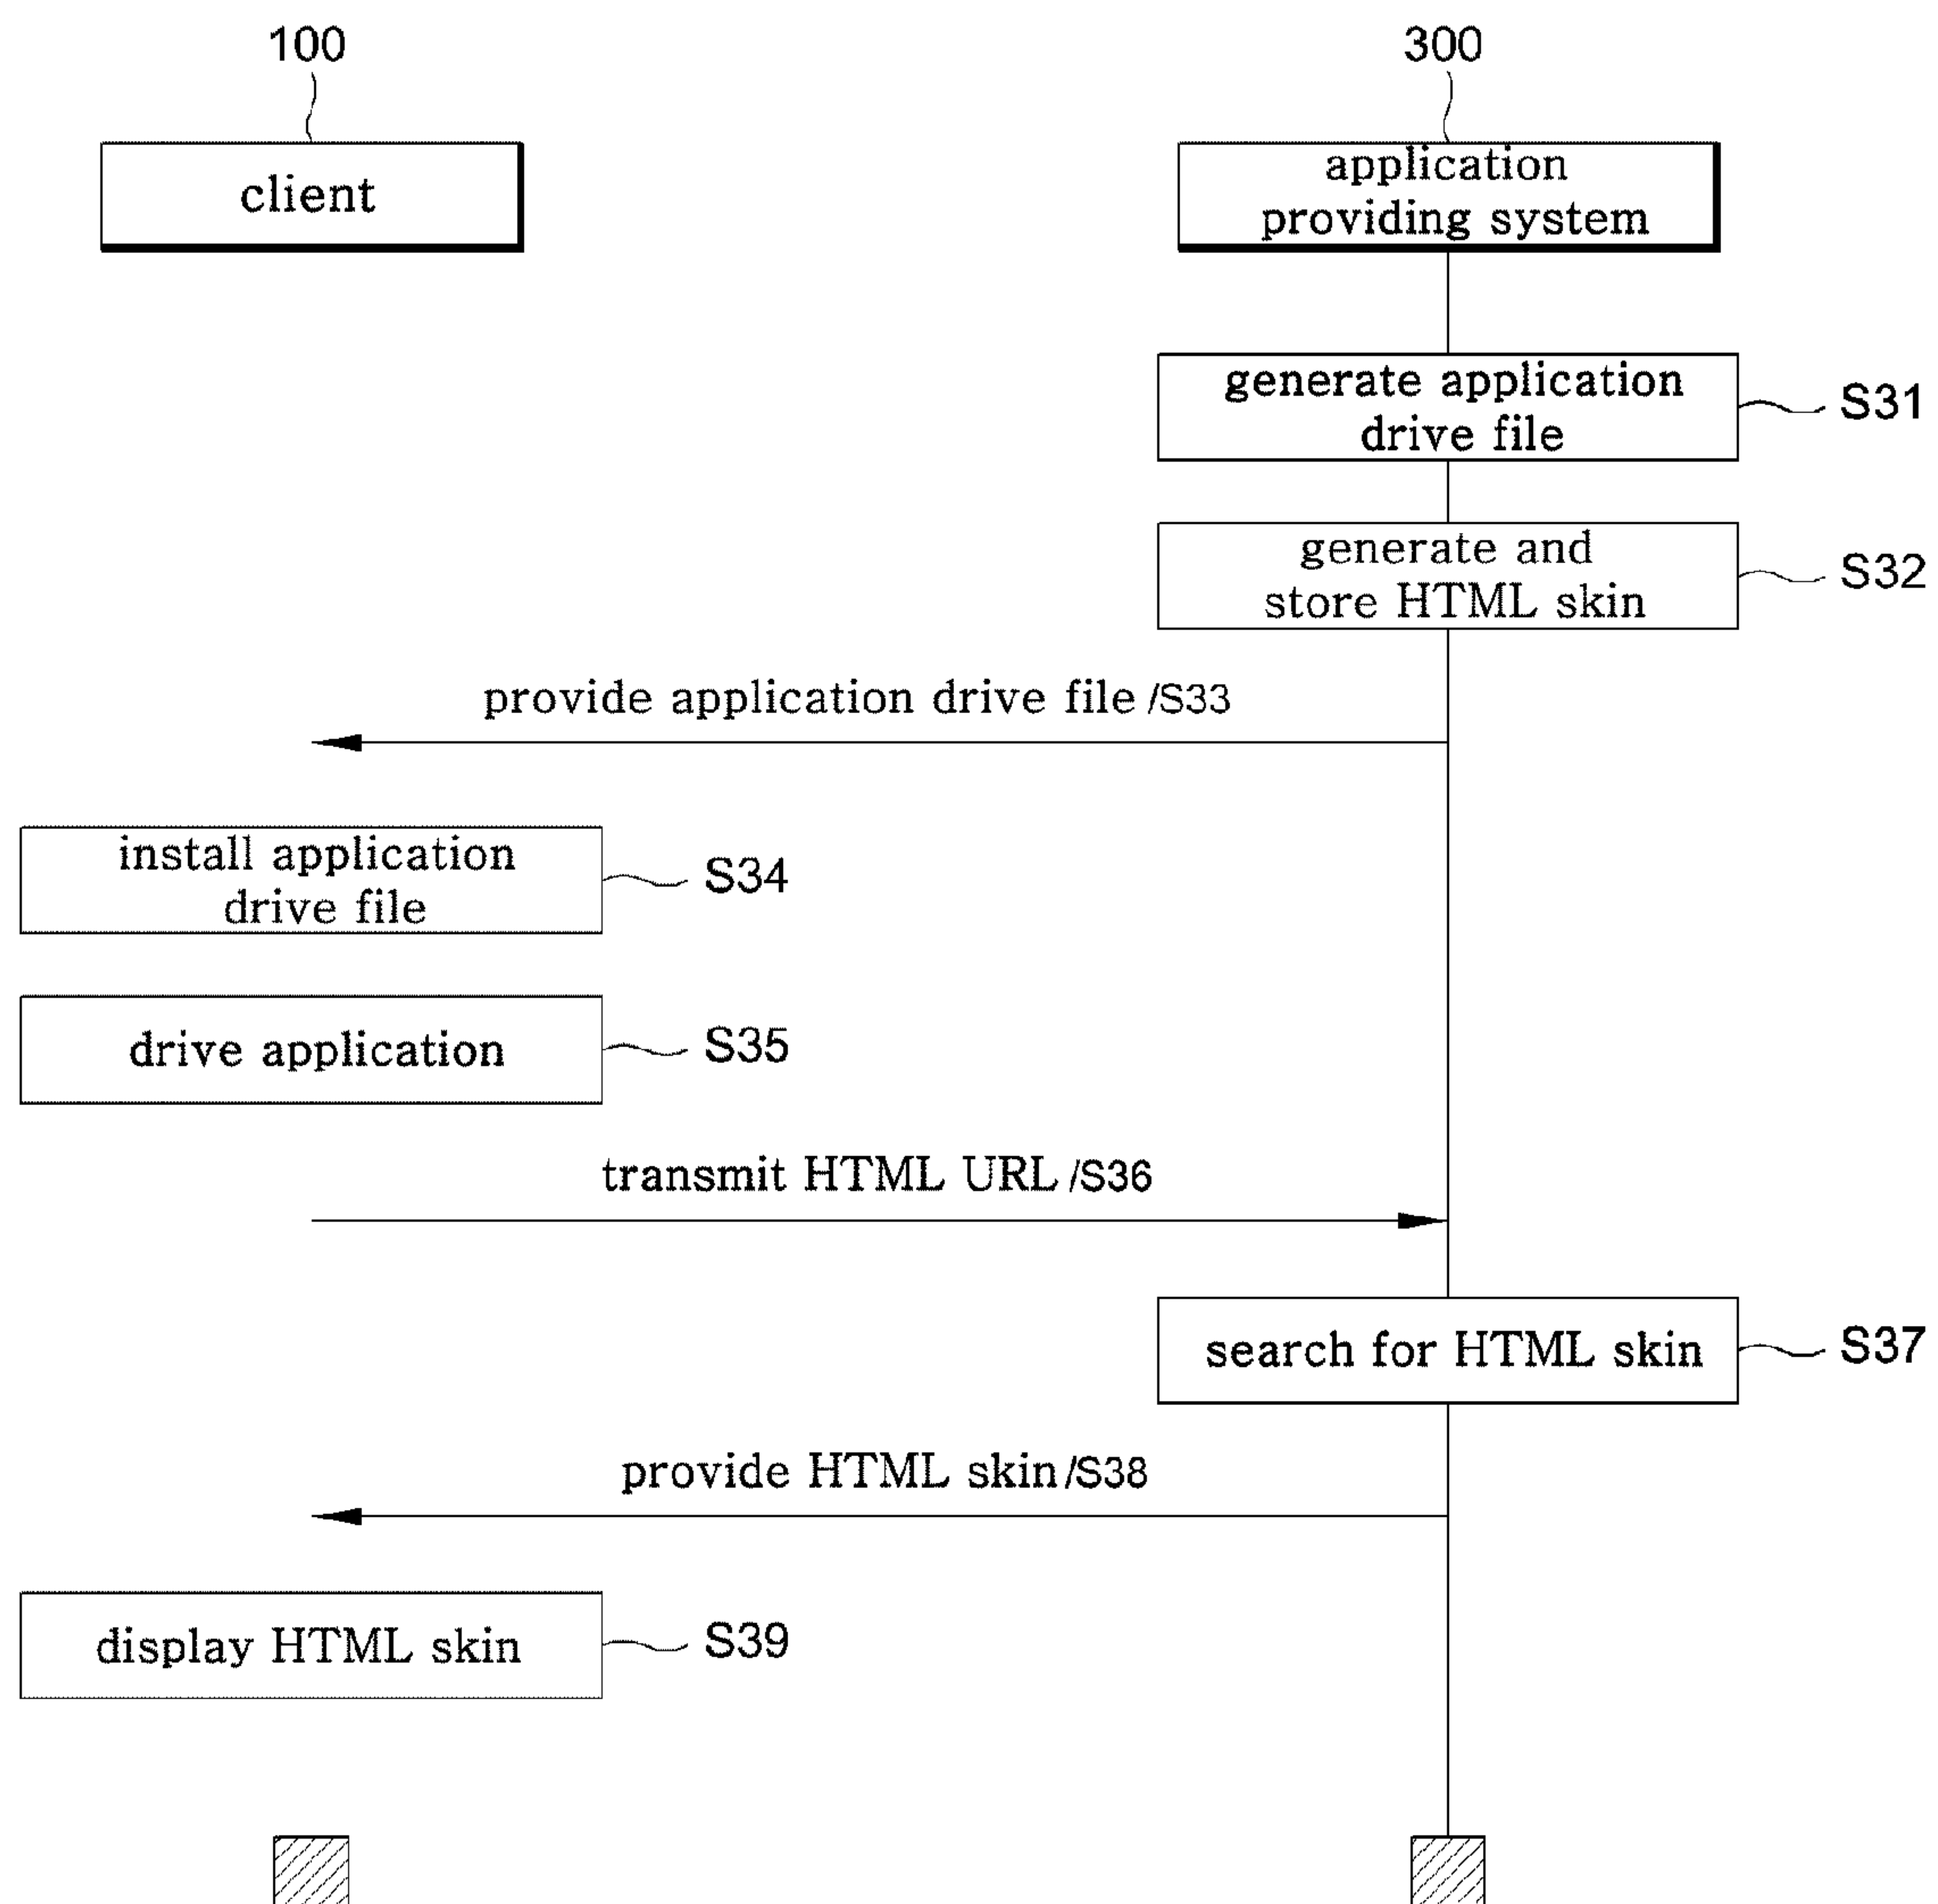 100
300
client
application
providing system
generate application
drive file
S31
generate and
store HTML skin
S32
provide application drive file /S33
install application
drive file
S34
drive application
S35
transmit HTML URL /S36
search for HTML skin
S37
provide HTML skin/S38
display HTML skin
S39